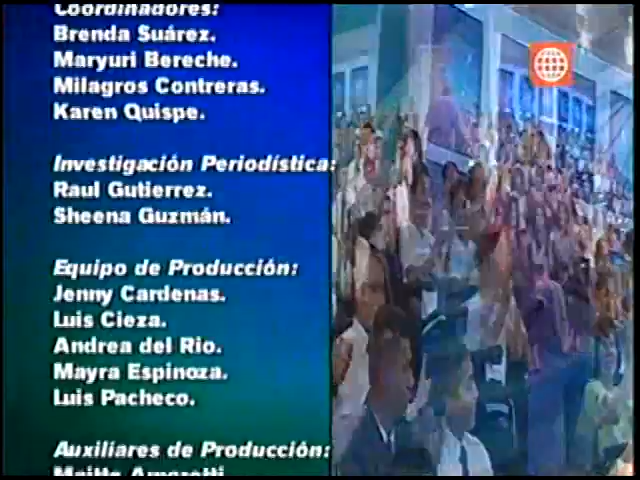 Coordinadores:
Brenda Suárez.
Maryuri Bereche.
Milagros Contreras.
Karen Quispe.
Investigación Periodística:
Raul Gutierrez.
Sheena Guzmán.
Equipo de Producción:
Jenny Cardenas.
Luis Cieza.
Andrea del Rio.
Mayra Espinoza.
Luis Pacheco.
Auxiliares de Producción: